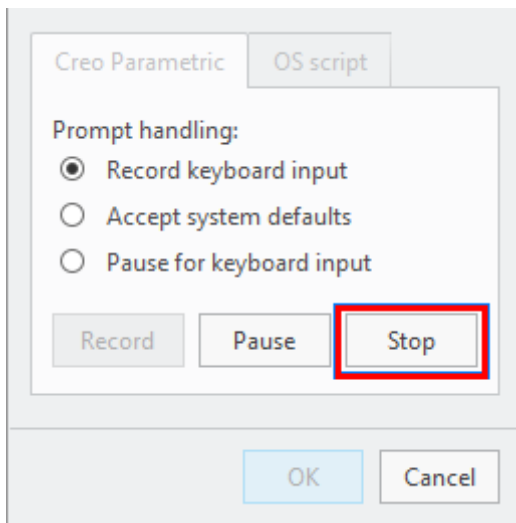 Creo Parametric OS script
Prompt handling:
Record keyboard input
Accept system defaults
Pause for keyboard input
Record Pause Stop
OK Cancel